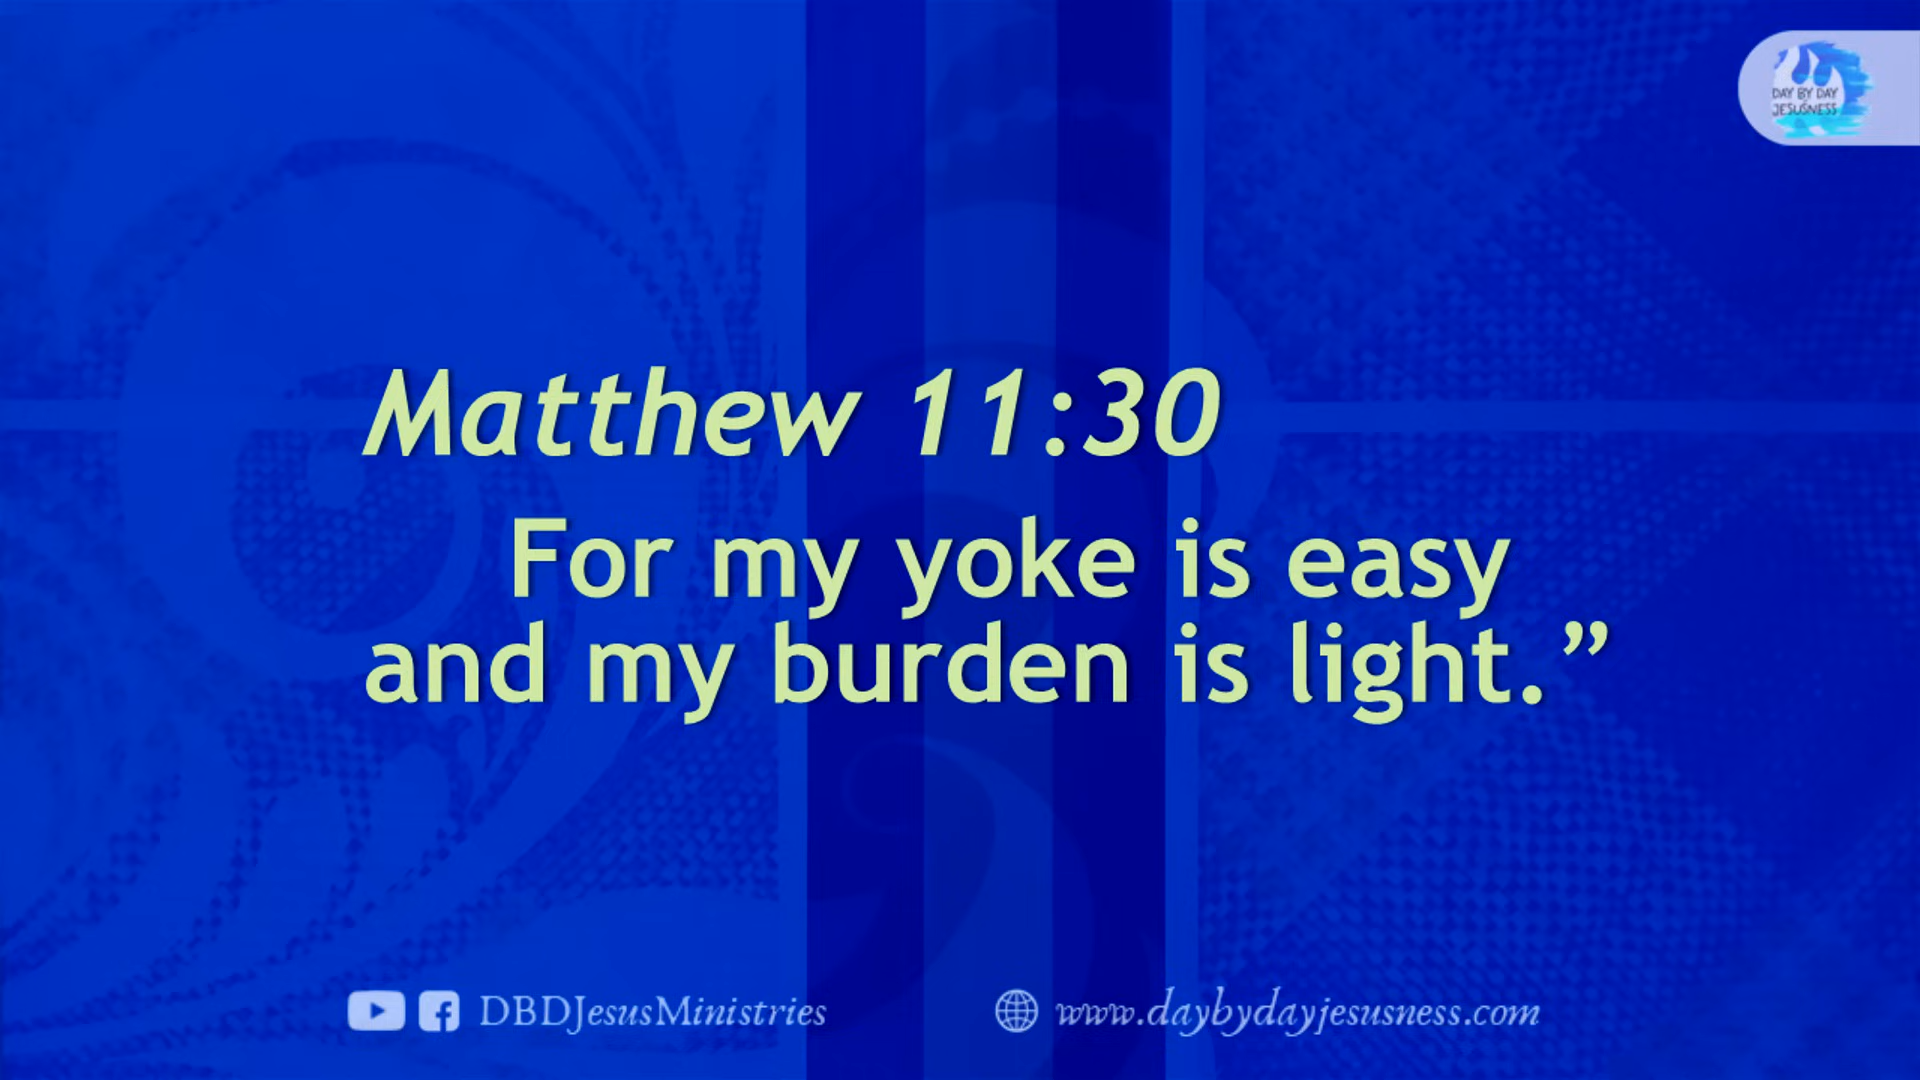 DAY BY DAY
JESUSNESS
Matthew 11:30
For my yoke is easy
and my burden is light.”
DBDJesusMinistries
www.daybydayjesusness.com